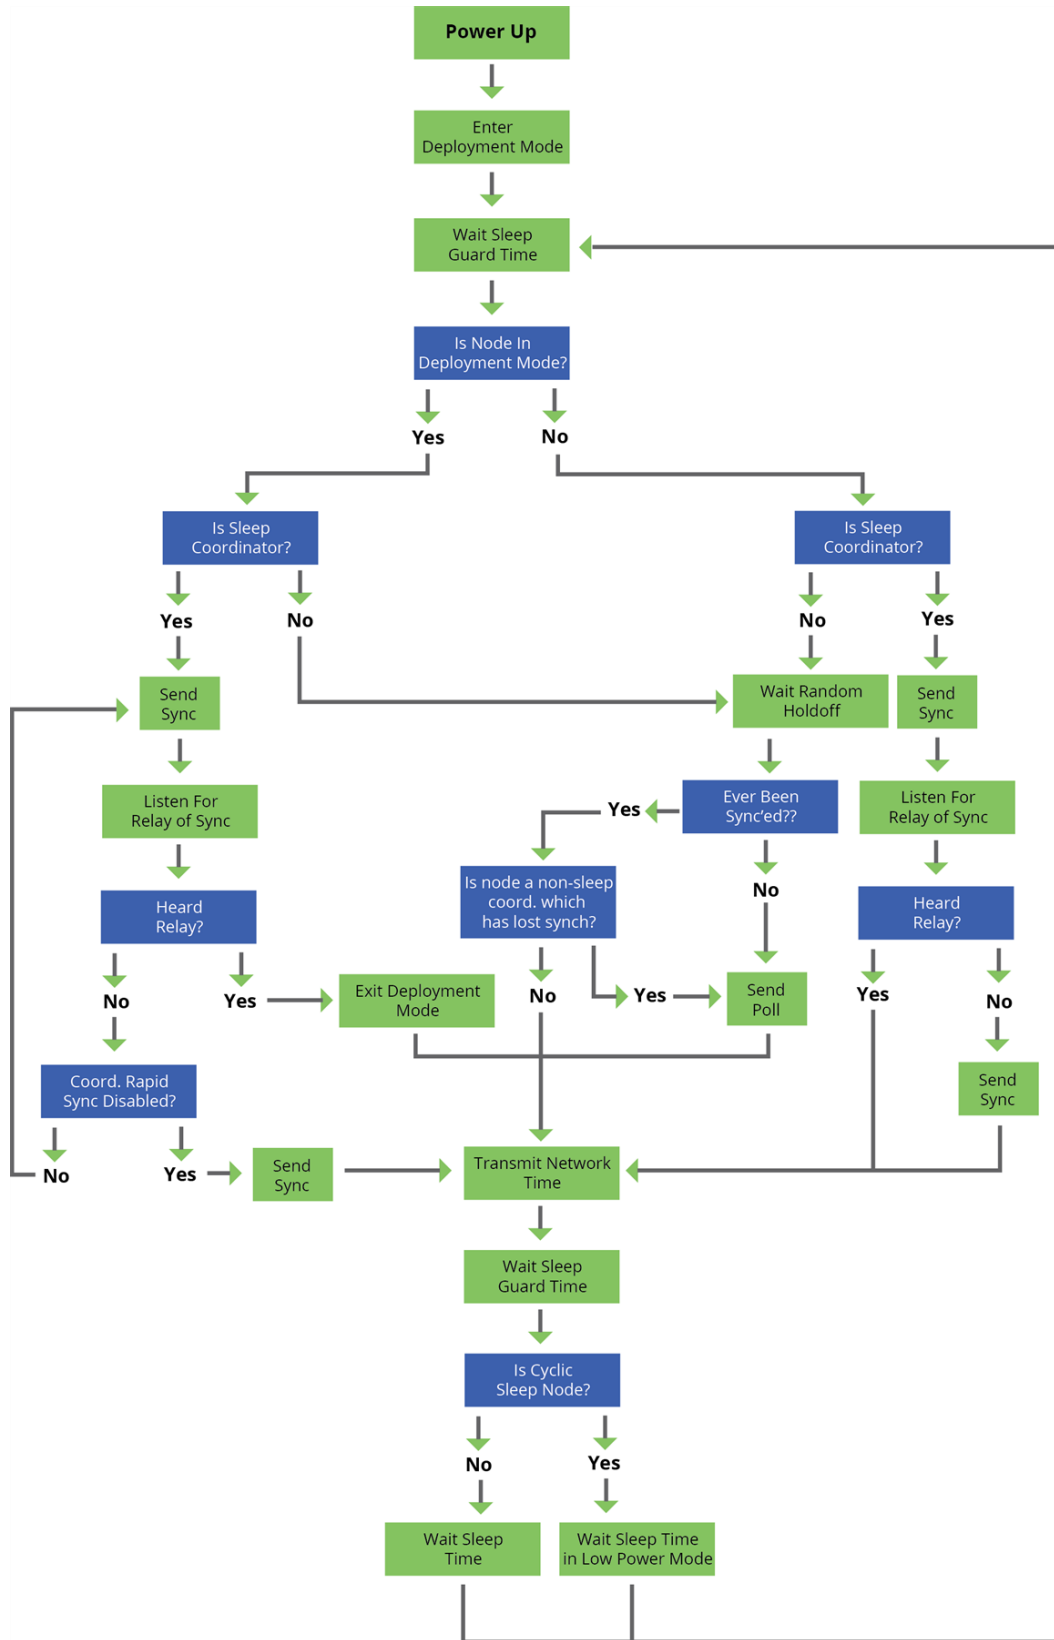 Power Up
Enter
Deployment Mode
Wait Sleep
Guard Time
Is Node In
Deployment Mode?
Yes
No
Is Sleep
Coordinator?
Is Sleep
Coordinator?
Yes
No
No
Yes
Send
Sync
Wait Random
Holdoff
Send
Sync
Listen For
Relay of Sync
Yes
Ever Been
Sync'ed??
Listen For
Relay of Sync
Heard
Relay?
Is node a non-sleep
coord. which
has lost synch?
No
Heard
Relay?
No
Yes
Exit Deployment
Mode
No
Yes
Send
Poll
Yes
No
Coord. Rapid
Sync Disabled?
Send
Sync
No
Yes
Send
Sync
Transmit Network
Time
Wait Sleep
Guard Time
Is Cyclic
Sleep Node?
No
Yes
Wait Sleep
Time
Wait Sleep Time
in Low Power Mode